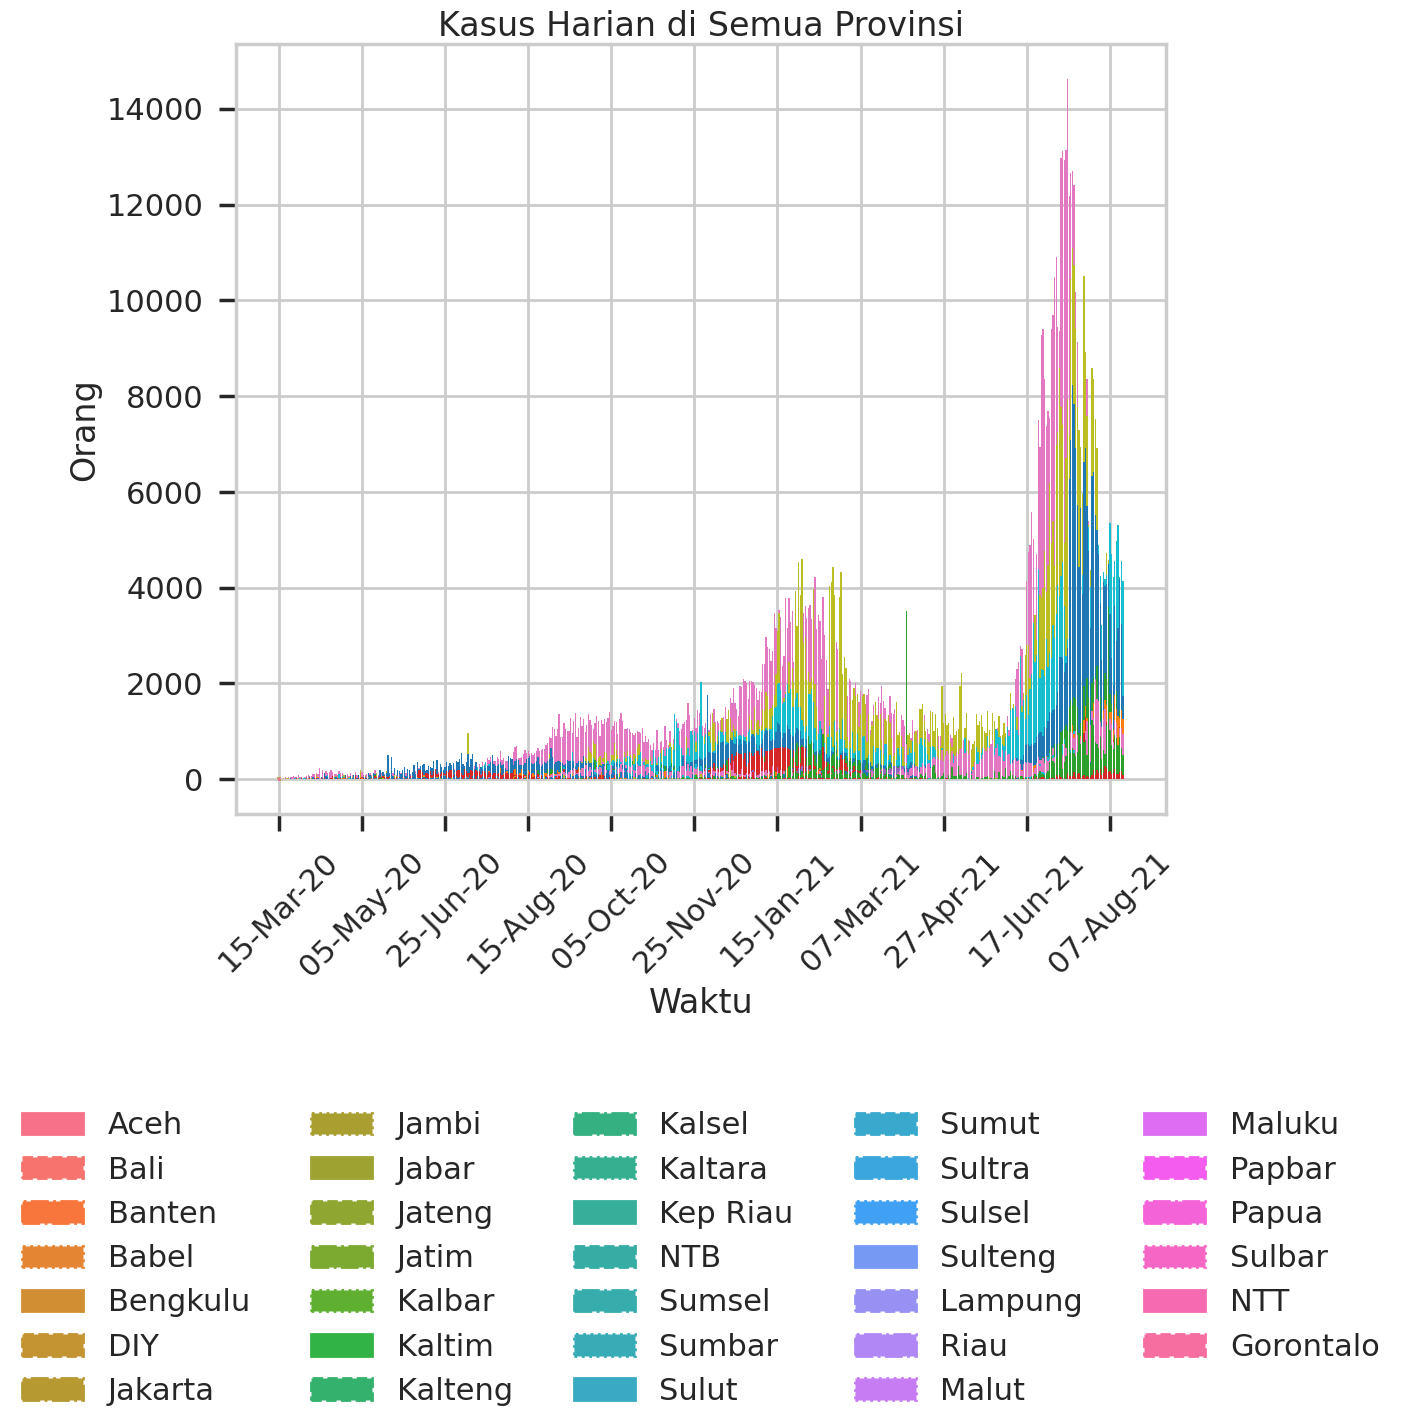 Kasus Harian di Semua Provinsi
14000
12000
10000
8000
6000
4000
2000
0
Orang
15-Mar-20
05-May-20
25-Jun-20
15-Aug-20
05-Oct-20
25-Nov-20
15-Jan-21
07-Mar-21
27-Apr-21
17-Jun-21
07-Aug-21
Waktu
Aceh
Bali
Banten
Babel
Bengkulu
DIY
Jakarta
Jambi
Jabar
Jateng
Jatim
Kalbar
Kaltim
Kalteng
Kalsel
Kaltara
Kep Riau
NTB
Sumsel
Sumbar
Sulut
Sumut
Sultra
Sulsel
Sulteng
Lampung
Riau
Malut
Maluku
Papbar
Papua
Sulbar
NTT
Gorontalo